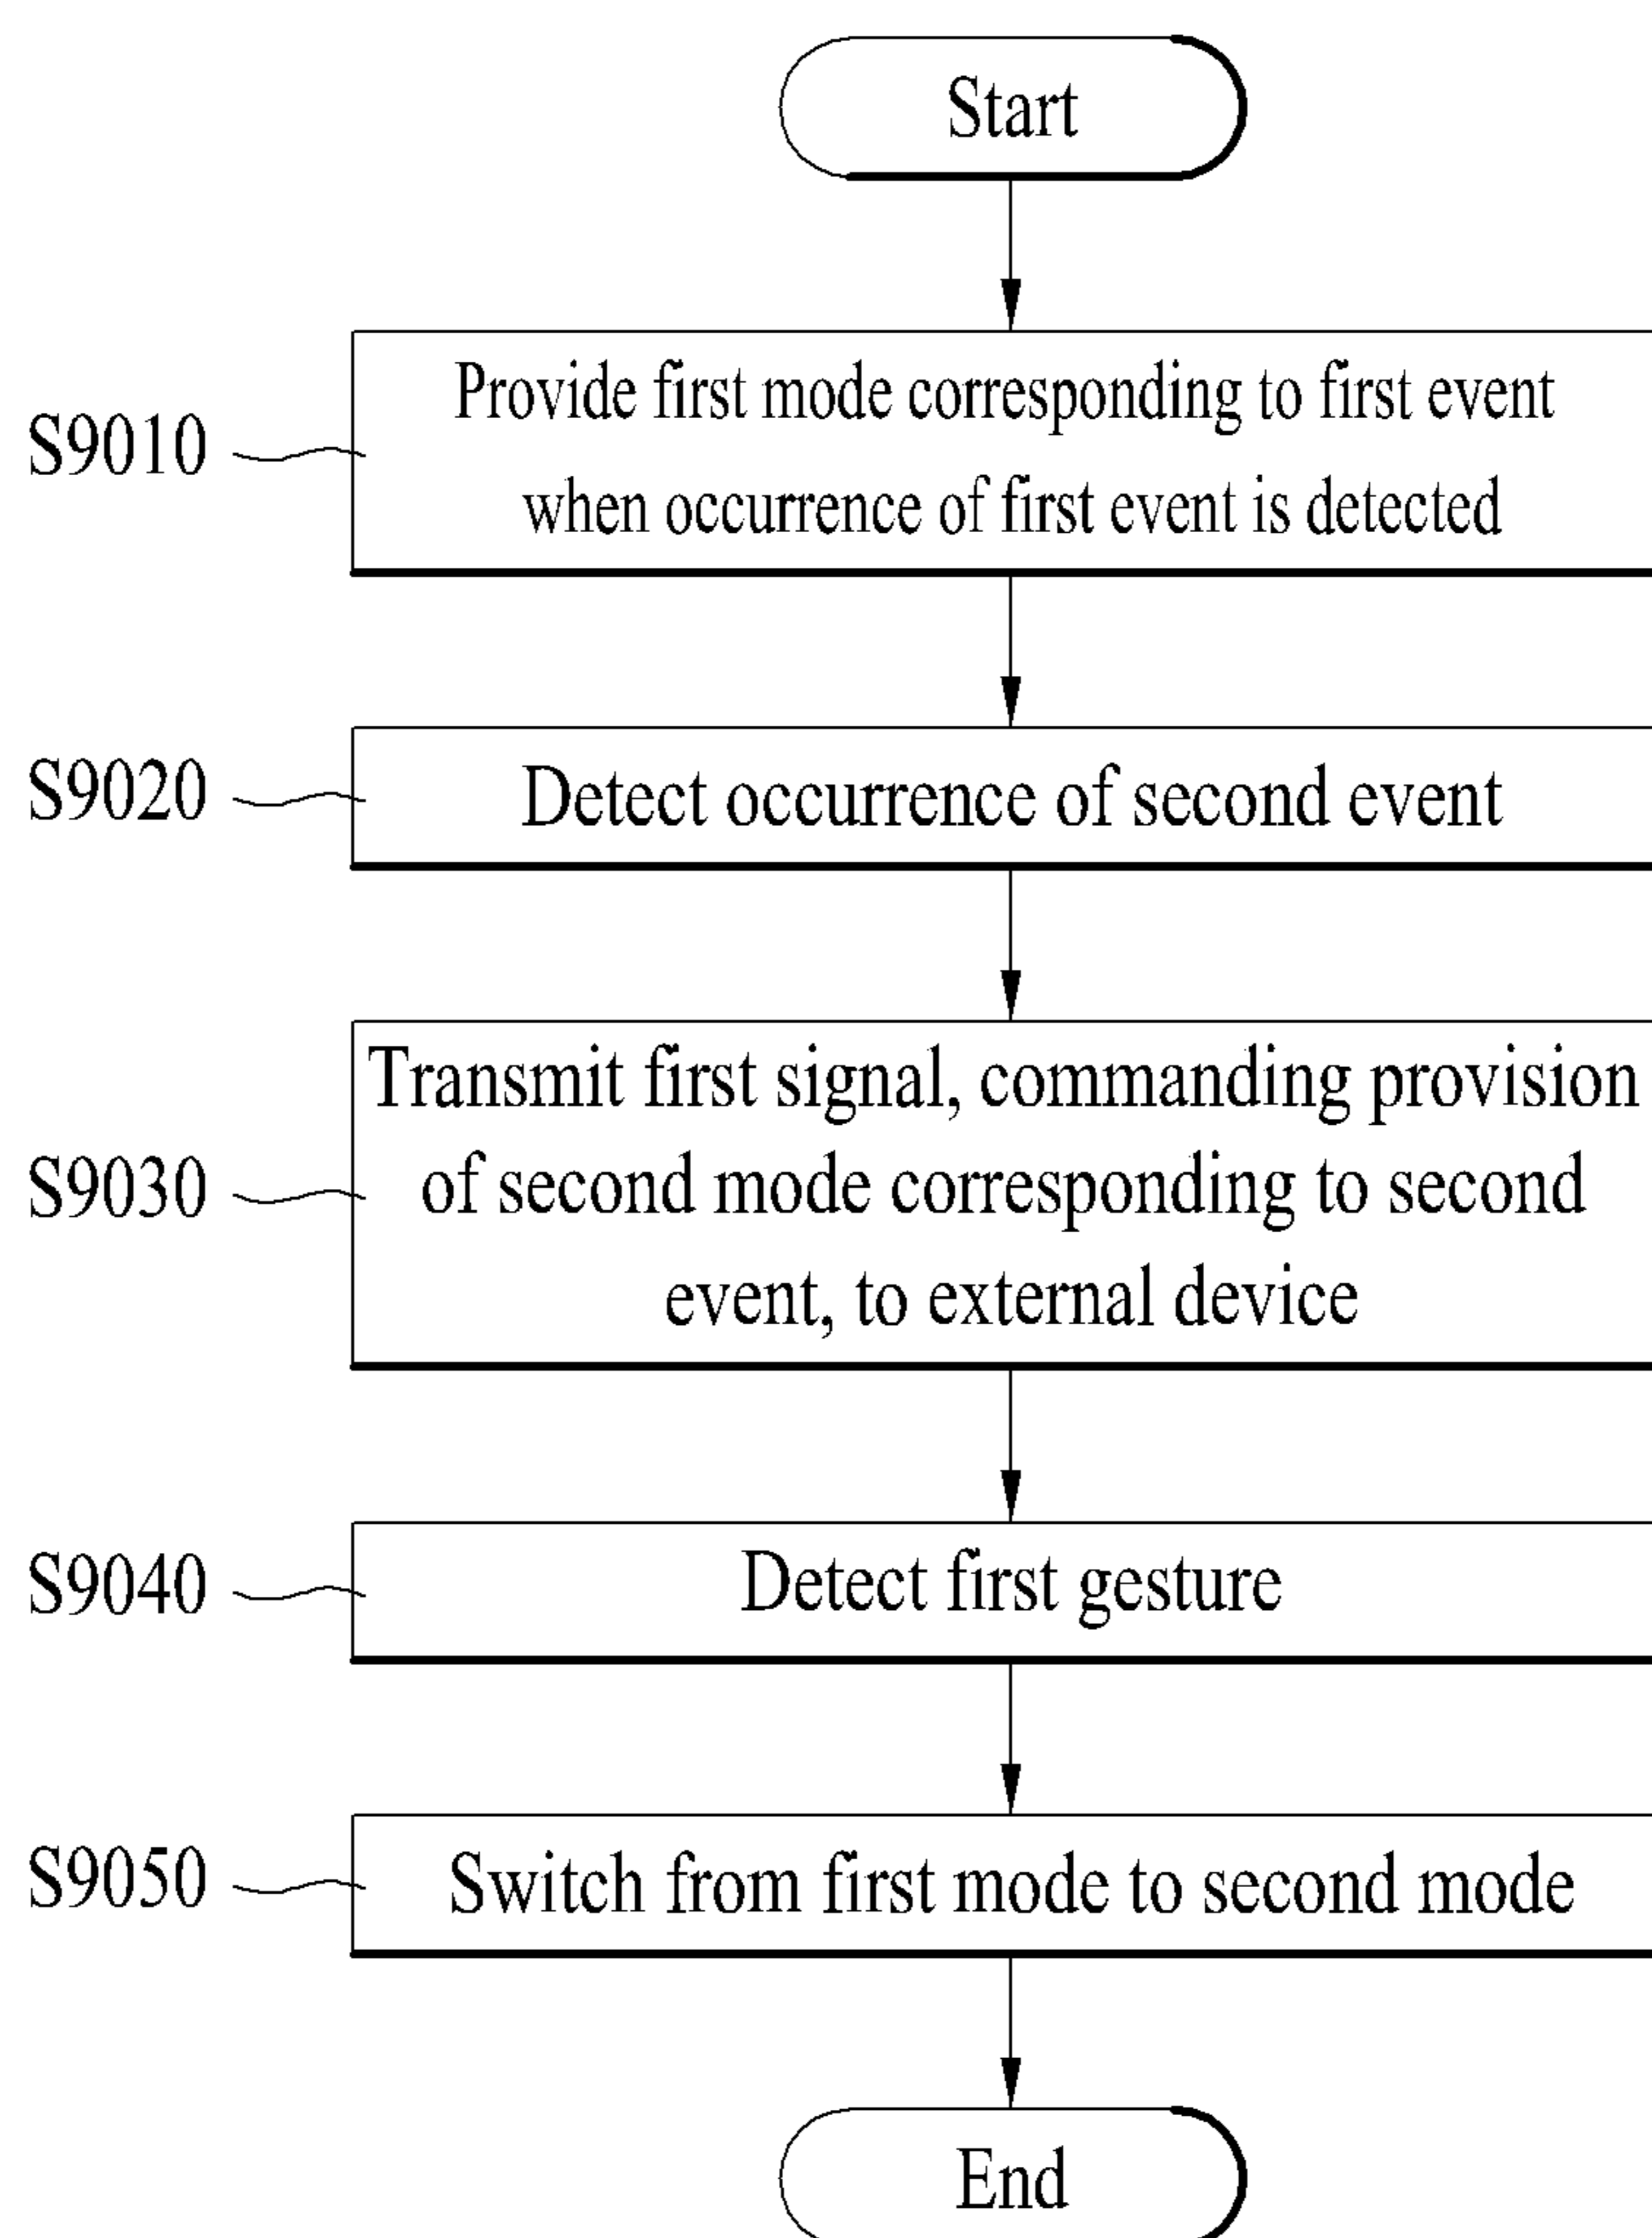 Start
S9010
Provide first mode corresponding to first event
when occurrence of first event is detected
S9020
Detect occurrence of second event
S9030
Transmit first signal, commanding provision
of second mode corresponding to second
event, to external device
S9040
Detect first gesture
S9050
Switch from first mode to second mode
End